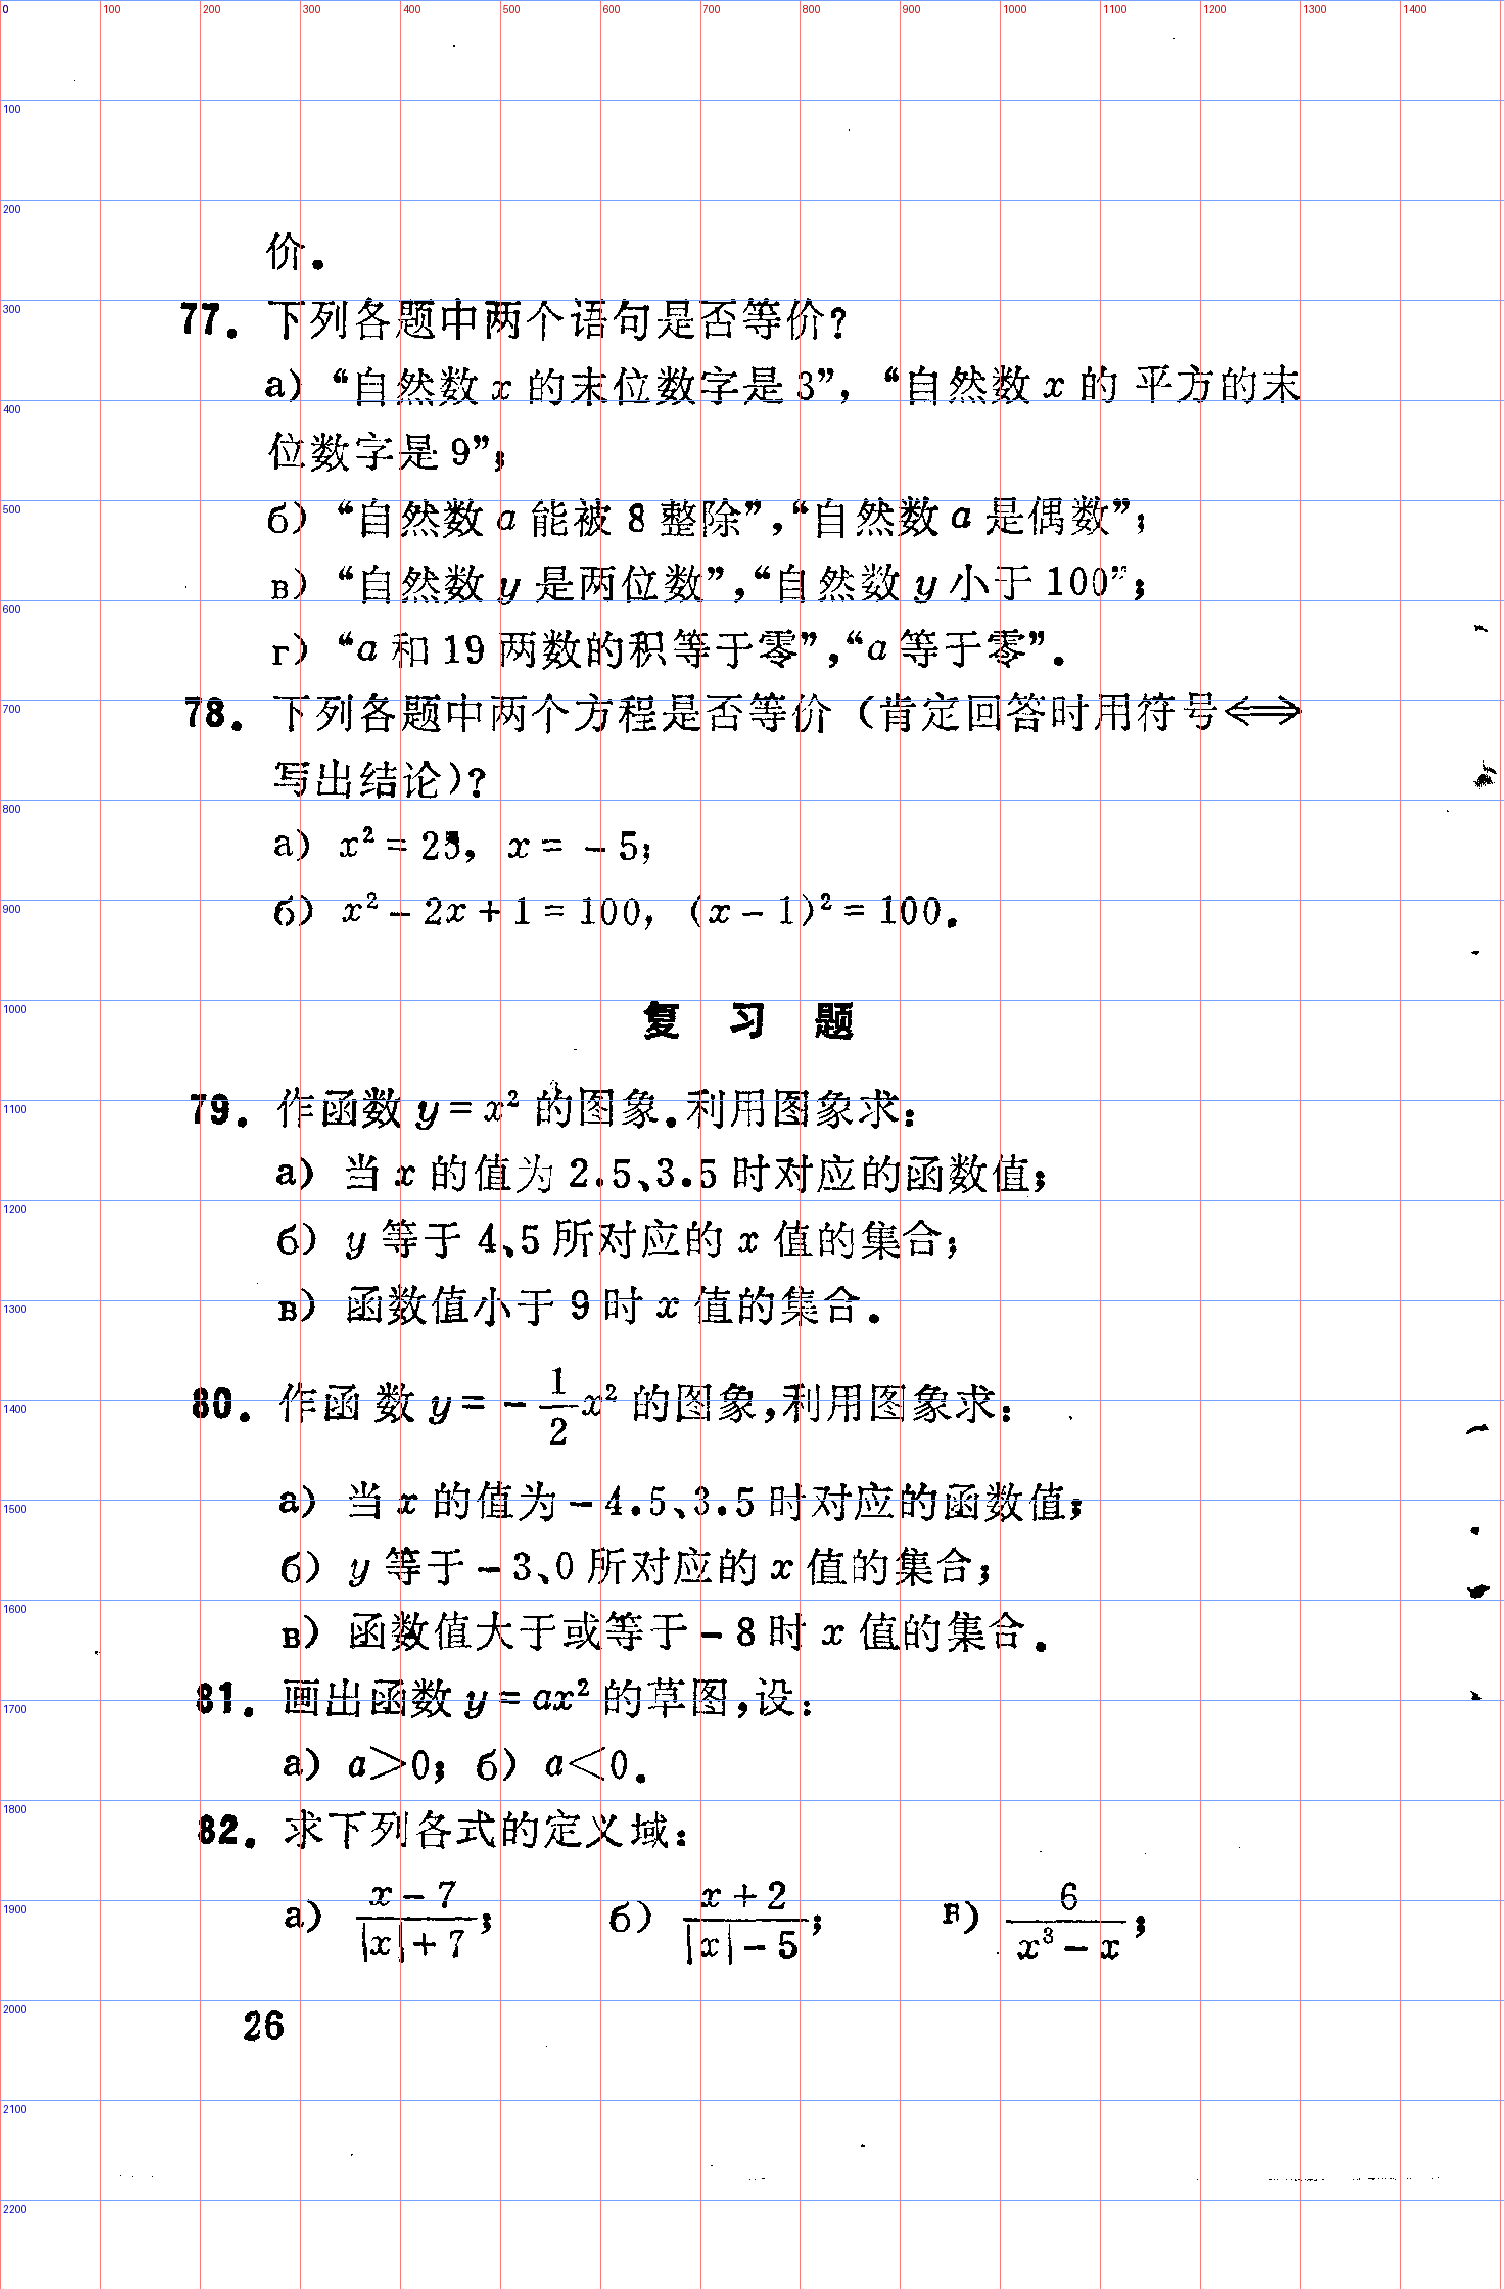 价.
77. 下列各题中两个语句是否等价?
а) “自然数 x 的末位数字是 3”, “自然数 x 的 平方的末
位数字是 9”;
б) “自然数 a 能被 8 整除”,“自然数 a 是偶数”;
в) “自然数 y 是两位数”,“自然数 y 小于 100”;
г) “a 和 19 两数的积等于零”,“a 等于零”.
78. 下列各题中两个方程是否等价 (肯定回答时用符号⟺
写出结论)?
а) x² = 25, x = - 5;
б) x² - 2x + 1 = 100, (x - 1)² = 100.
复 习 题
79. 作函数 y = x² 的图象.利用图象求:
а) 当 x 的值为 2.5、3.5 时对应的函数值;
б) y 等于 4、5 所对应的 x 值的集合;
в) 函数值小于 9 时 x 值的集合.
80. 作函 数 y = - 1/2 x² 的图象,利用图象求:
а) 当 x 的值为 - 4.5、3.5 时对应的函数值;
б) y 等于 - 3、0 所对应的 x 值的集合;
в) 函数值大于或等于 - 8 时 x 值的集合.
81. 画出函数 y = ax² 的草图,设:
а) a>0; б) a<0.
82. 求下列各式的定义域:
а) (x - 7)/(|x| + 7); б) (x + 2)/(|x| - 5); в) 6/(x³ - x);
26